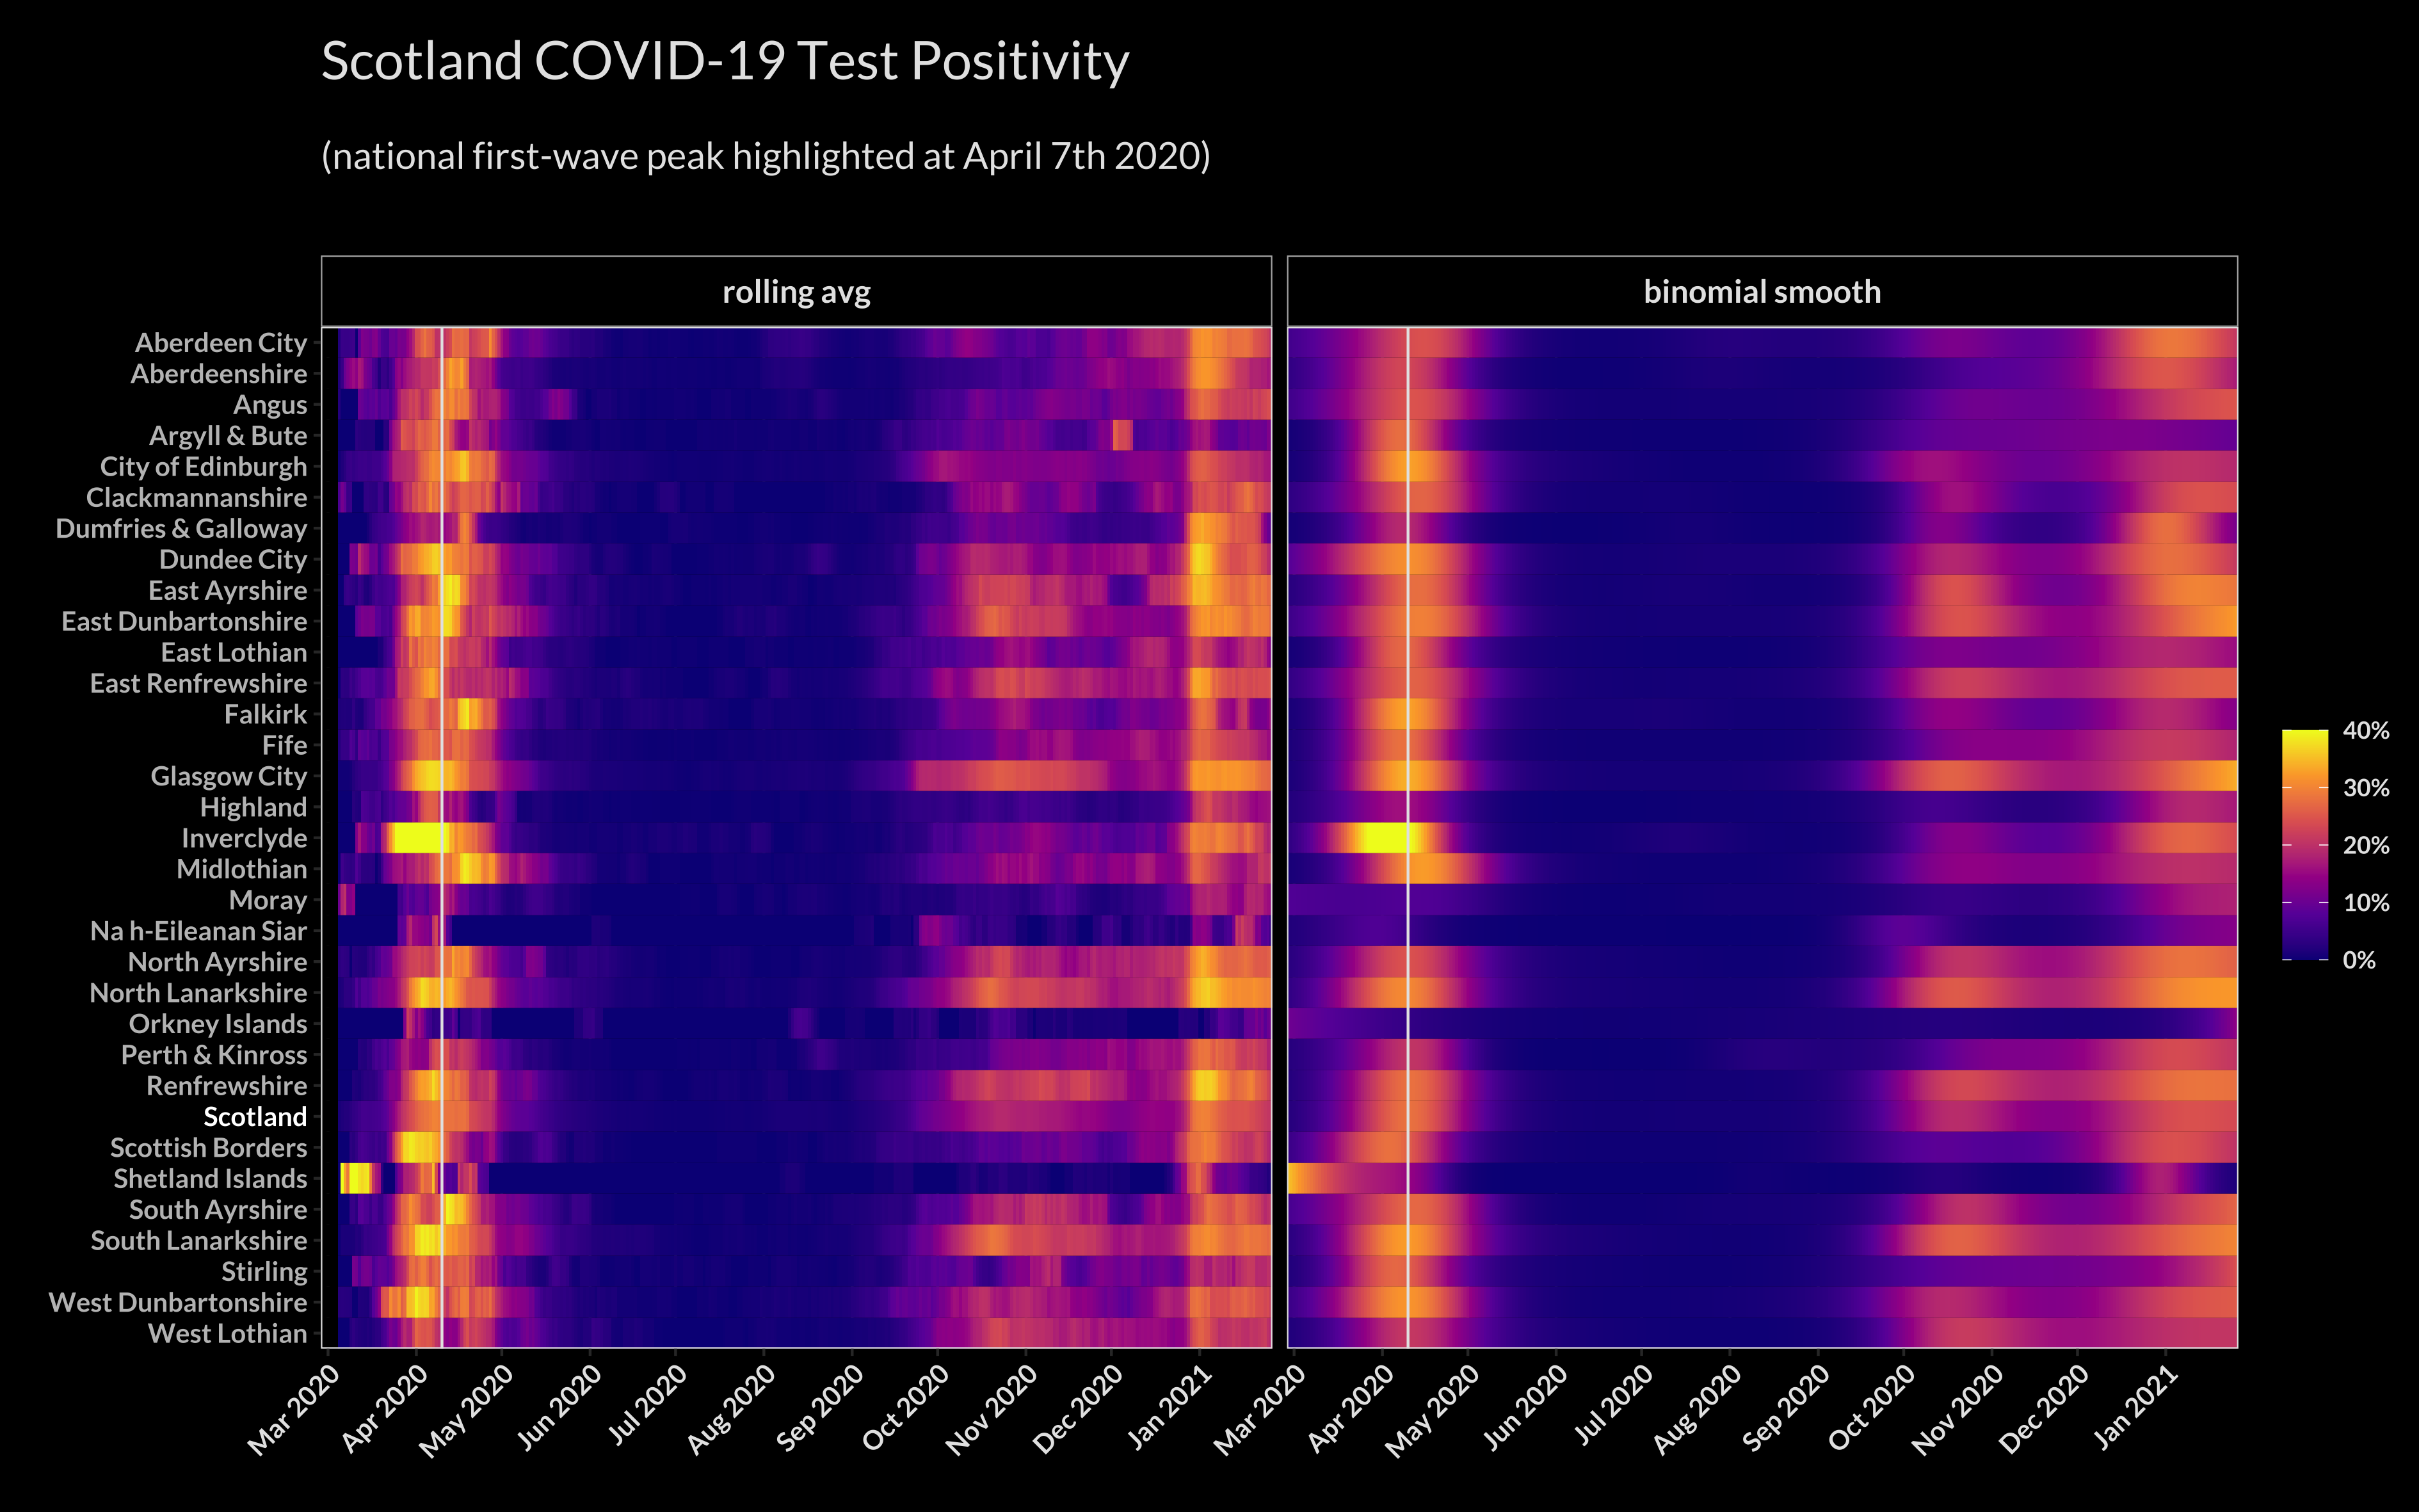 Scotland COVID-19 Test Positivity
(national first-wave peak highlighted at April 7th 2020)
rolling avg
binomial smooth
Aberdeen City
Aberdeenshire
Angus
Argyll & Bute
City of Edinburgh
Clackmannanshire
Dumfries & Galloway
Dundee City
East Ayrshire
East Dunbartonshire
East Lothian
East Renfrewshire
Falkirk
Fife
Glasgow City
Highland
Inverclyde
Midlothian
Moray
Na h-Eileanan Siar
North Ayrshire
North Lanarkshire
Orkney Islands
Perth & Kinross
Renfrewshire
Scotland
Scottish Borders
Shetland Islands
South Ayrshire
South Lanarkshire
Stirling
West Dunbartonshire
West Lothian
Mar 2020
Apr 2020
May 2020
Jun 2020
Jul 2020
Aug 2020
Sep 2020
Oct 2020
Nov 2020
Dec 2020
Jan 2021
Mar 2020
Apr 2020
May 2020
Jun 2020
Jul 2020
Aug 2020
Sep 2020
Oct 2020
Nov 2020
Dec 2020
Jan 2021
40%
30%
20%
10%
0%